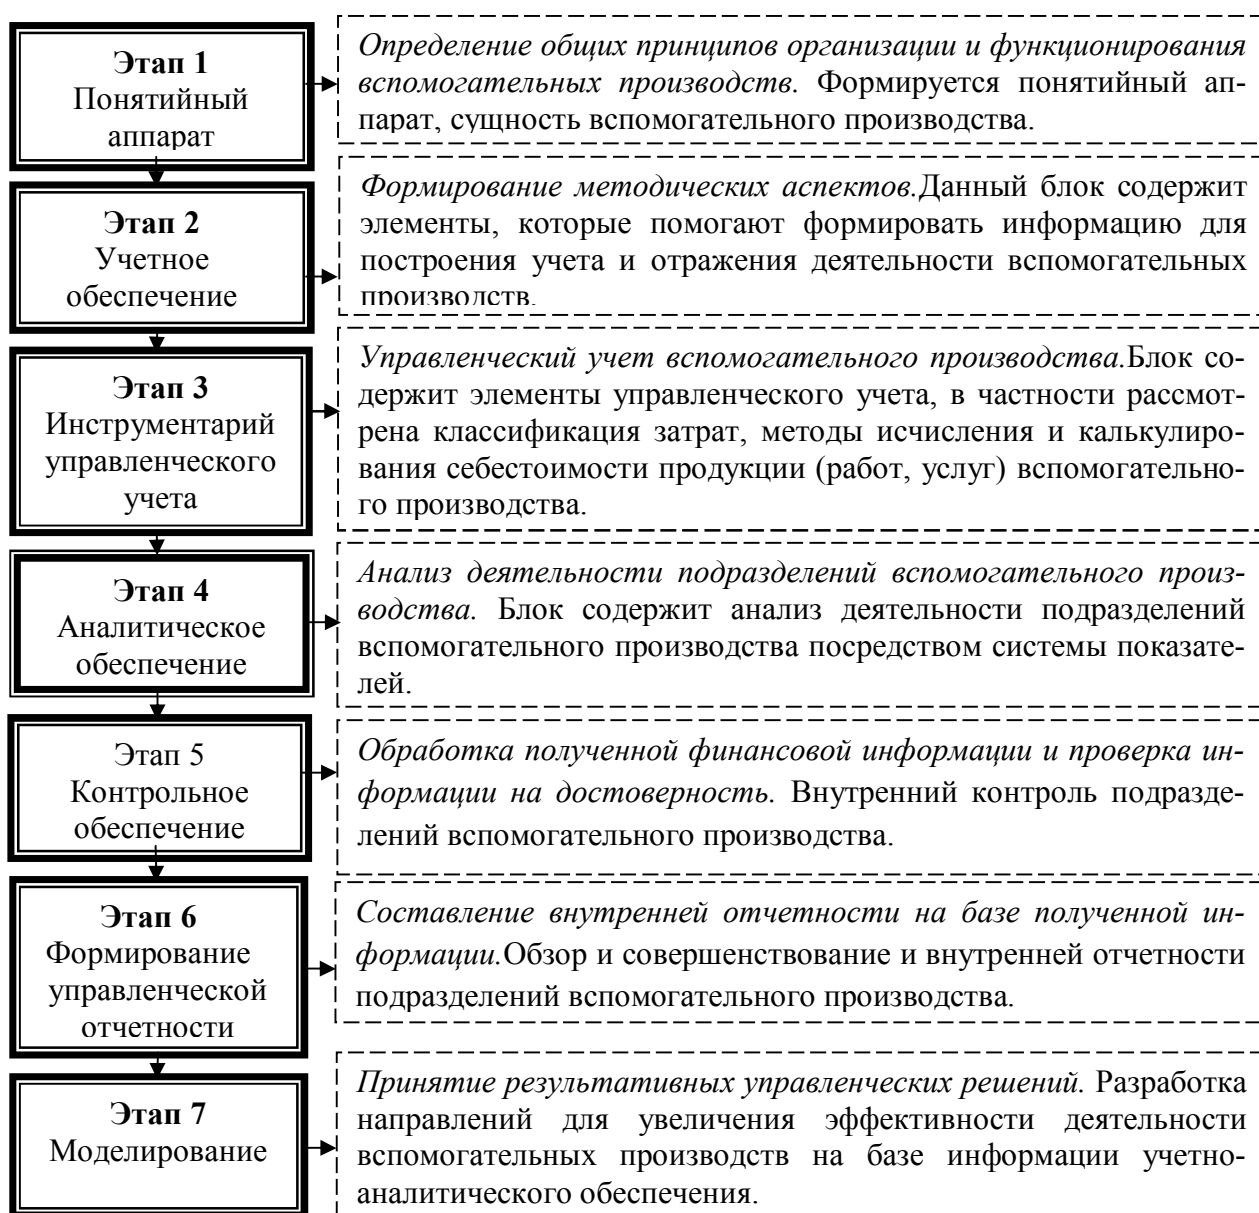 Этап 1
Понятийный
аппарат
Определение общих принципов организации и функционирования
вспомогательных производств. Формируется понятийный ап-
парат, сущность вспомогательного производства.
Этап 2
Учетное
обеспечение
Формирование методических аспектов.Данный блок содержит
элементы, которые помогают формировать информацию для
построения учета и отражения деятельности вспомогательных
производств.
Этап 3
Инструментарий
управленческого
учета
Управленческий учет вспомогательного производства.Блок со-
держит элементы управленческого учета, в частности рассмот-
рена классификация затрат, методы исчисления и калькулиро-
вания себестоимости продукции (работ, услуг) вспомогательно-
го производства.
Этап 4
Аналитическое
обеспечение
Анализ деятельности подразделений вспомогательного произ-
водства. Блок содержит анализ деятельности подразделений
вспомогательного производства посредством системы показате-
лей.
Этап 5
Контрольное
обеспечение
Обработка полученной финансовой информации и проверка ин-
формации на достоверность. Внутренний контроль подразде-
лений вспомогательного производства.
Этап 6
Формирование
управленческой
отчетности
Составление внутренней отчетности на базе полученной ин-
формации.Обзор и совершенствование и внутренней отчетности
подразделений вспомогательного производства.
Этап 7
Моделирование
Принятие результативных управленческих решений. Разработка
направлений для увеличения эффективности деятельности
вспомогательных производств на базе информации учетно-
аналитического обеспечения.